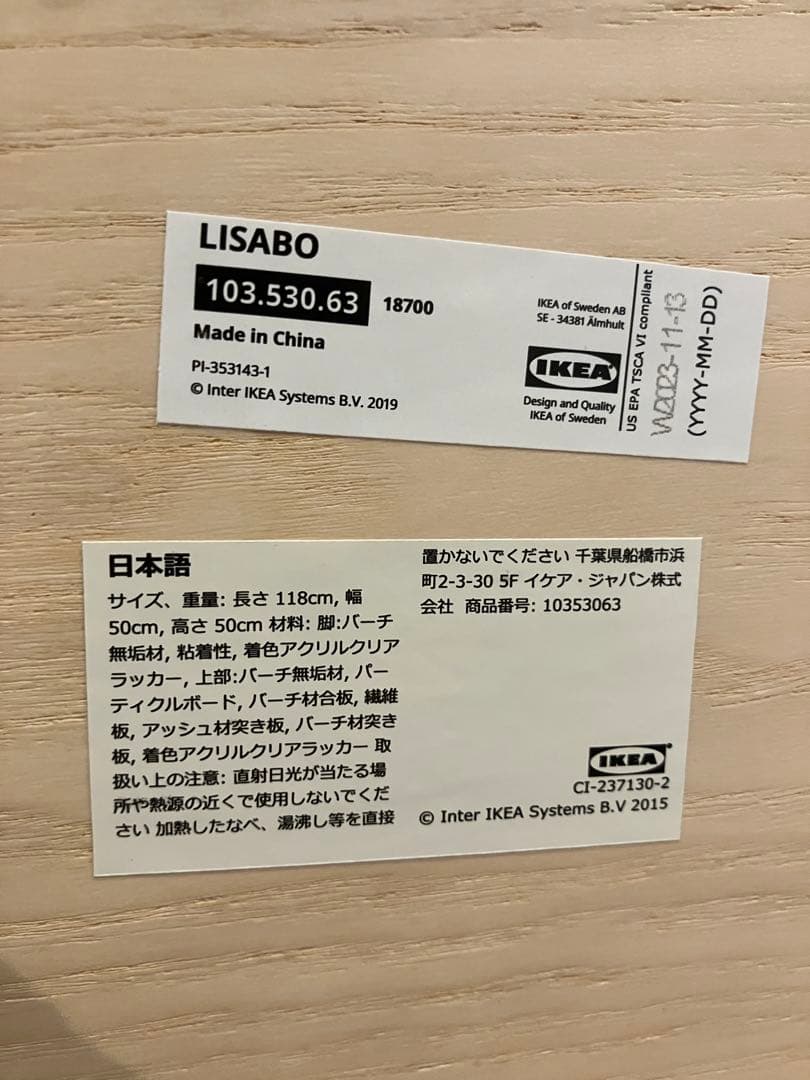 LISABO
103.530.63 18700
Made in China
PI-353143-1
© Inter IKEA Systems B.V. 2019
IKEA of Sweden AB
SE - 34381 Älmhult
IKEA
Design and Quality
IKEA of Sweden
US EPA TSCA VI compliant
W2023-11-13
(YYYY-MM-DD)
日本語
サイズ、重量: 長さ 118cm, 幅
50cm, 高さ 50cm 材料: 脚:バーチ
無垢材, 粘着性, 着色アクリルクリア
ラッカー, 上部:バーチ無垢材, パー
ティクルボード, バーチ材合板, 繊維
板, アッシュ材突き板, バーチ材突き
板, 着色アクリルクリアラッカー 取
扱い上の注意: 直射日光が当たる場
所や熱源の近くで使用しないでくだ
さい 加熱したなべ、湯沸し等を直接
置かないでください 千葉県船橋市浜
町2-3-30 5F イケア・ジャパン株式
会社 商品番号: 10353063
IKEA
CI-237130-2
© Inter IKEA Systems B.V 2015